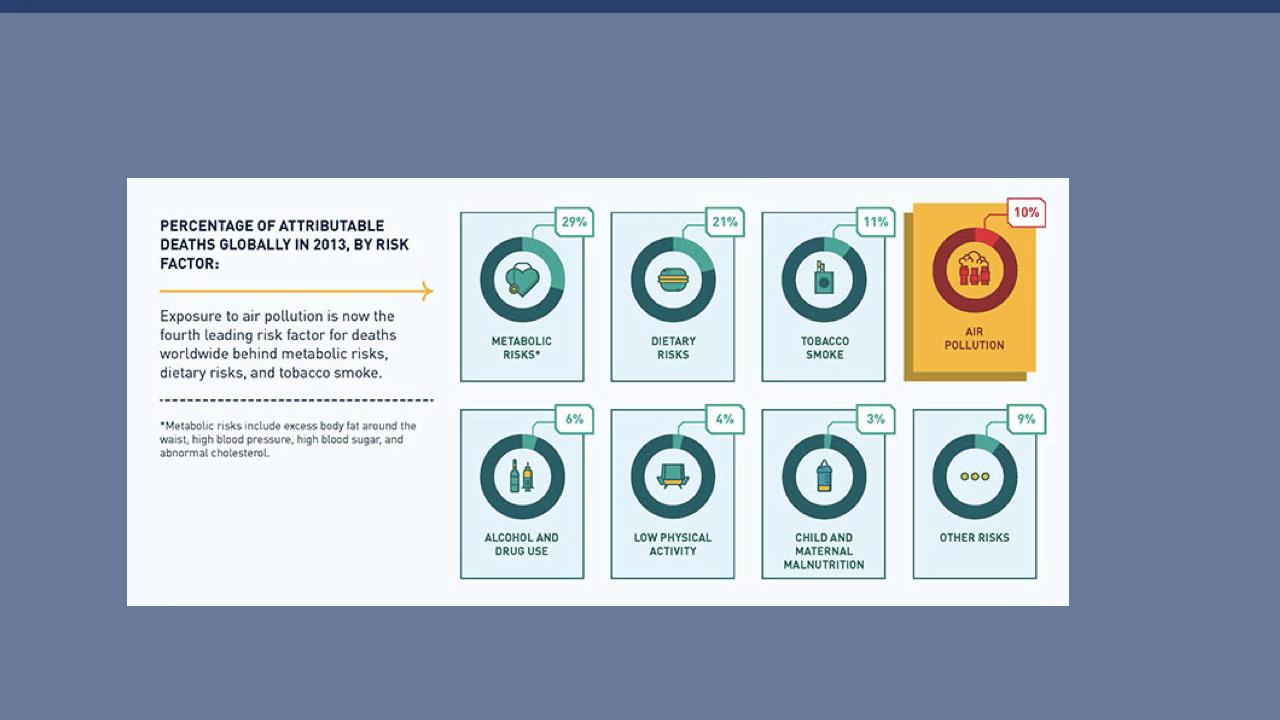 PERCENTAGE OF ATTRIBUTABLE
DEATHS GLOBALLY IN 2013, BY RISK
FACTOR:
Exposure to air pollution is now the
fourth leading risk factor for deaths
worldwide behind metabolic risks,
dietary risks, and tobacco smoke.
*Metabolic risks include excess body fat around the
waist, high blood pressure, high blood sugar, and
abnormal cholesterol.
29%
METABOLIC
RISKS*
21%
DIETARY
RISKS
11%
TOBACCO
SMOKE
10%
AIR
POLLUTION
6%
ALCOHOL AND
DRUG USE
4%
LOW PHYSICAL
ACTIVITY
3%
CHILD AND
MATERNAL
MALNUTRITION
9%
OTHER RISKS